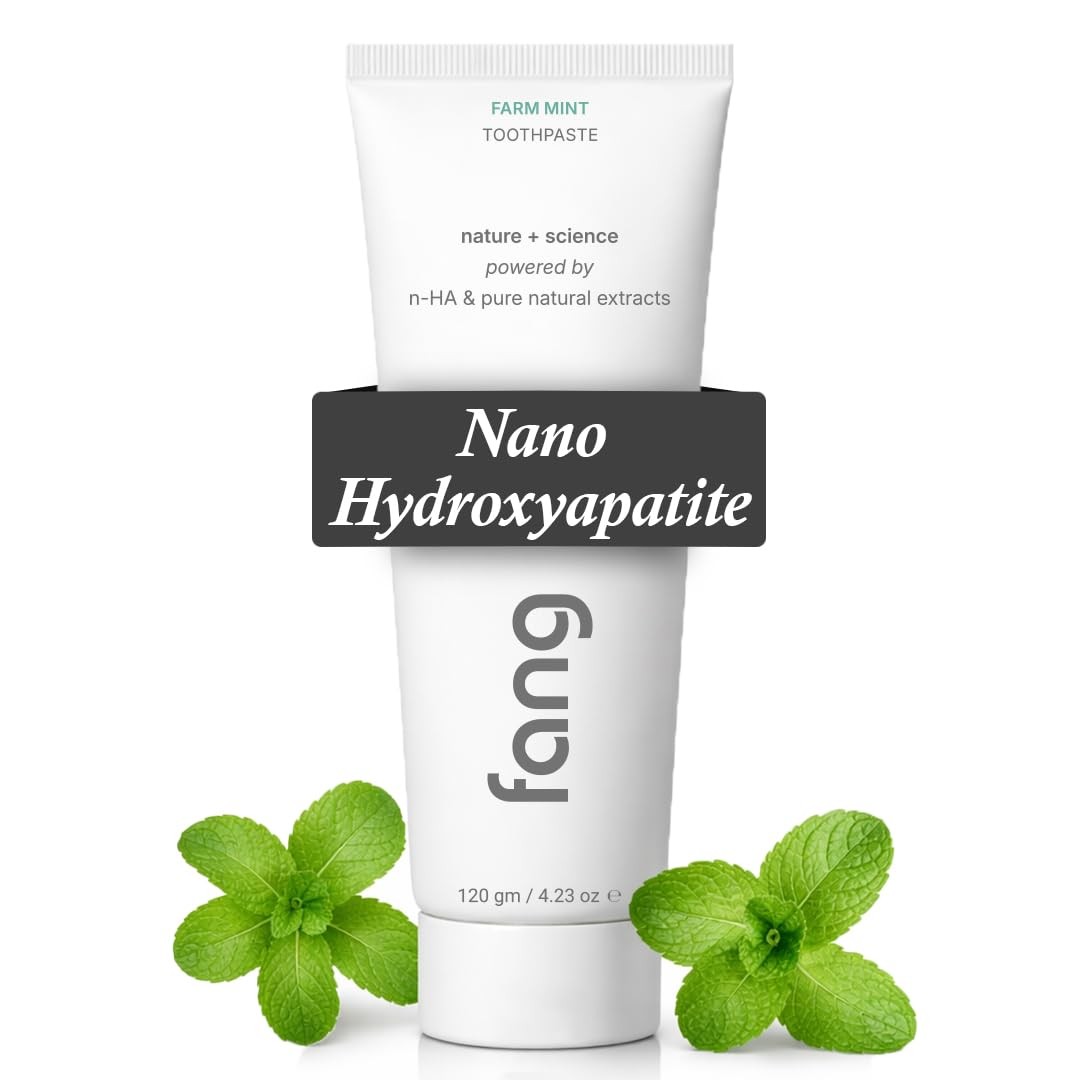 FARM MINT
TOOTHPASTE
nature + science
powered by
n-HA & pure natural extracts
Nano
Hydroxyapatite
fang
120 gm / 4.23 oz ℮